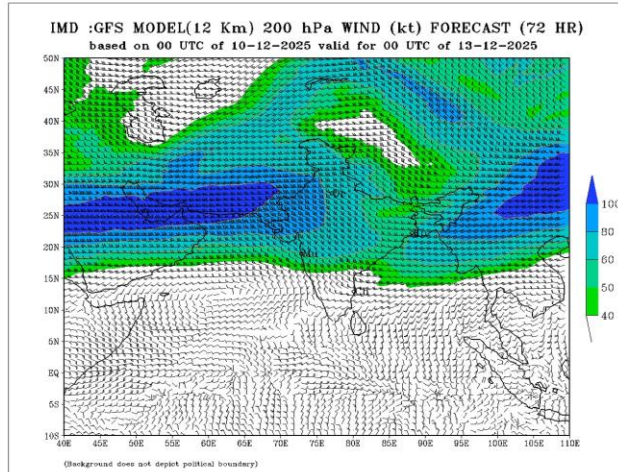 IMD :GFS MODEL(12 Km) 200 hPa WIND (kt) FORECAST (72 HR)
based on 00 UTC of 10-12-2025 valid for 00 UTC of 13-12-2025
50N
45N
40N
35N
30N
25N
20N
15N
10N
5N
EQ
5S
10S
40E 45E 50E 55E 60E 65E 70E 75E 80E 85E 90E 95E 100E 105E 110E
100
80
60
50
40
Mu
(Background does not depict political boundary)